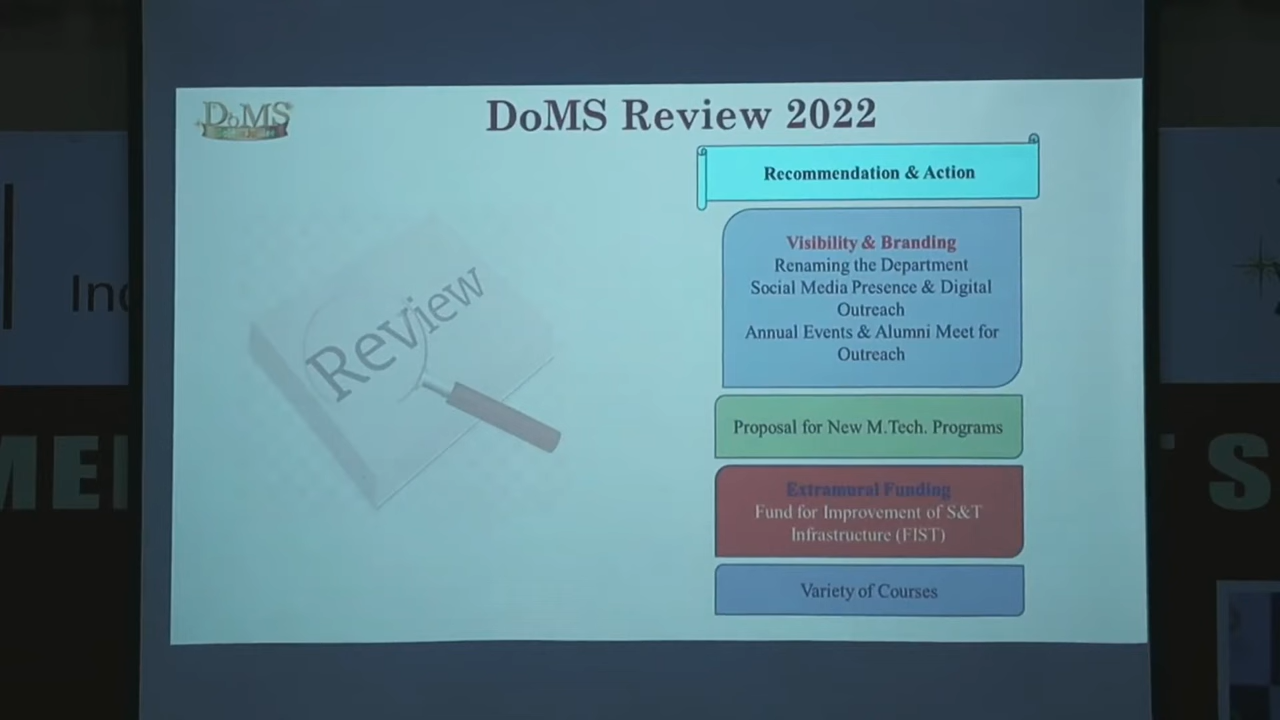 DoMS
DoMS Review 2022
Recommendation & Action
Visibility & Branding
Renaming the Department
Social Media Presence & Digital
Outreach
Annual Events & Alumni Meet for
Outreach
Proposal for New M.Tech. Programs
Extramural Funding
Fund for Improvement of S&T
Infrastructure (FIST)
Variety of Courses
Review
Ind
MEI
S